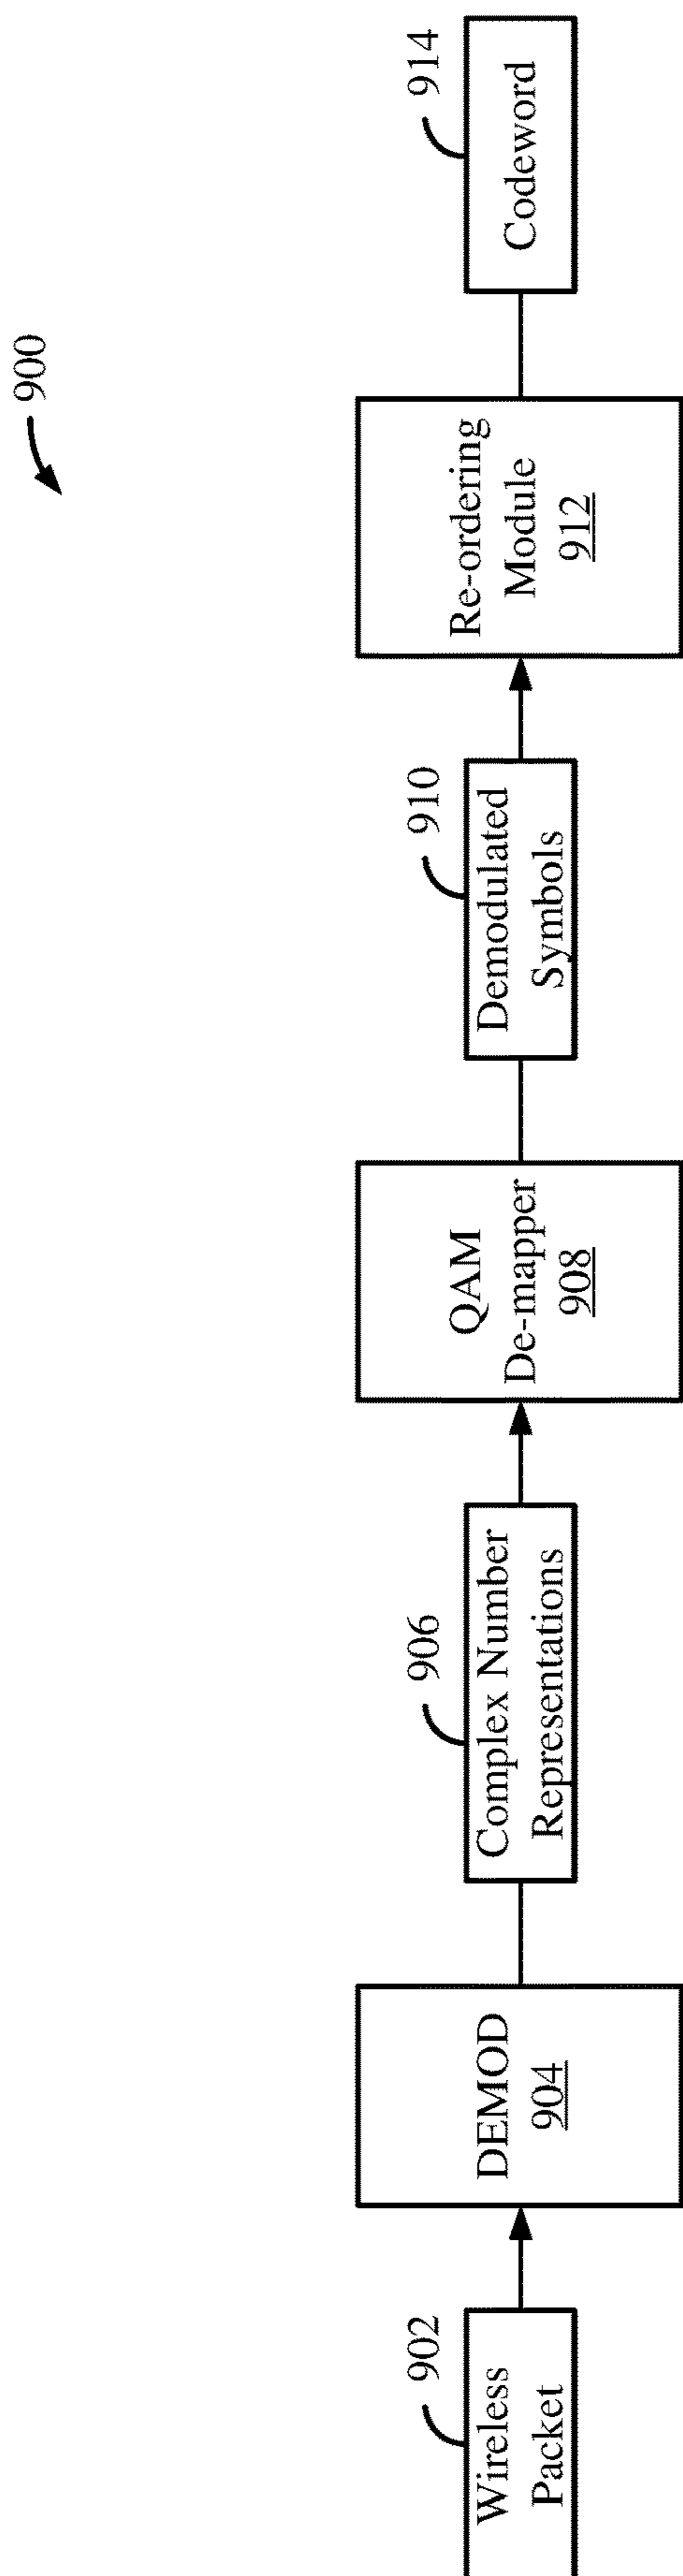 900
902
Wireless
Packet
DEMOD
904
906
Complex Number
Representations
QAM
De-mapper
908
910
Demodulated
Symbols
Re-ordering
Module
912
914
Codeword